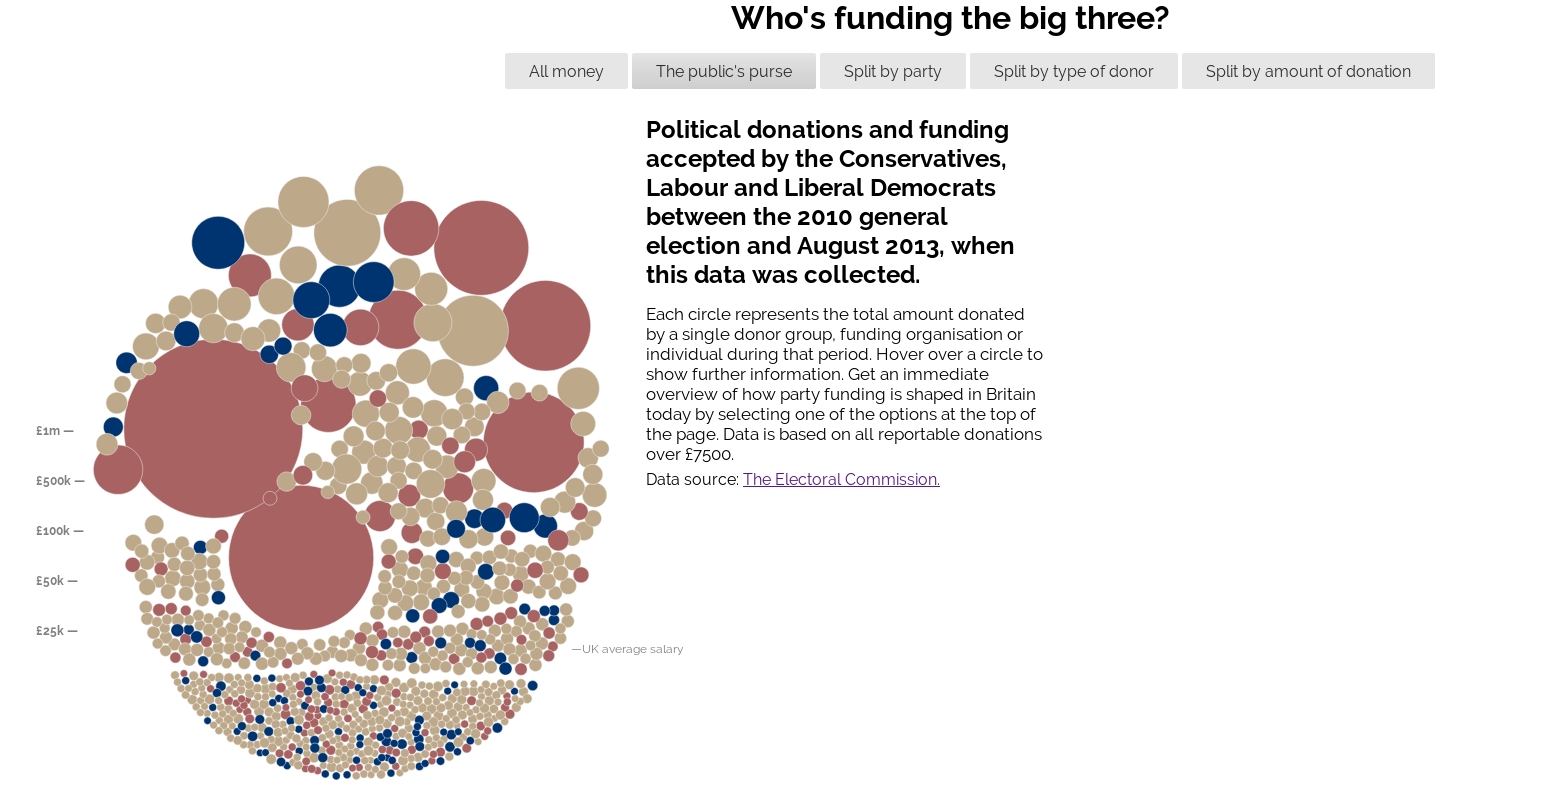 Who's funding the big three?
All money
The public's purse
Split by party
Split by type of donor
Split by amount of donation
Political donations and funding
accepted by the Conservatives,
Labour and Liberal Democrats
between the 2010 general
election and August 2013, when
this data was collected.
Each circle represents the total amount donated
by a single donor group, funding organisation or
individual during that period. Hover over a circle to
show further information. Get an immediate
overview of how party funding is shaped in Britain
today by selecting one of the options at the top of
the page. Data is based on all reportable donations
over £7500.
Data source: The Electoral Commission.
£1m —
£500k —
£100k —
£50k —
£25k —
—UK average salary